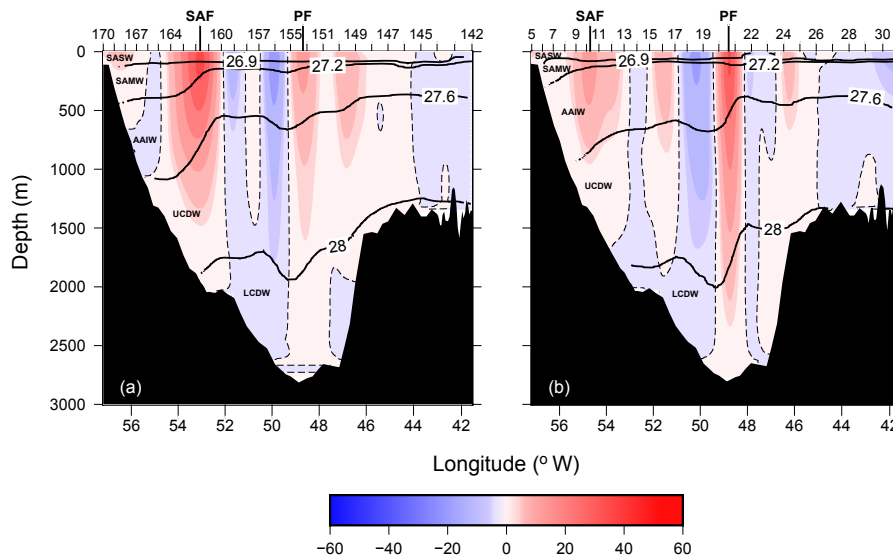 SAF PF
170 167 164 160 157 155 151 149 147 145 142
0
500
1000
1500
2000
2500
3000
Depth (m)
SASW
SAMW
AAIW
UCDW
LCDW
26.9
27.2
27.6
28
(a)
56 54 52 50 48 46 44 42
SAF PF
5 7 9 11 13 15 17 19 20 22 24 26 28 30
SASW
SAMW
AAIW
UCDW
LCDW
26.9
27.2
27.6
28
(b)
56 54 52 50 48 46 44 42
Longitude (º W)
−60 −40 −20 0 20 40 60